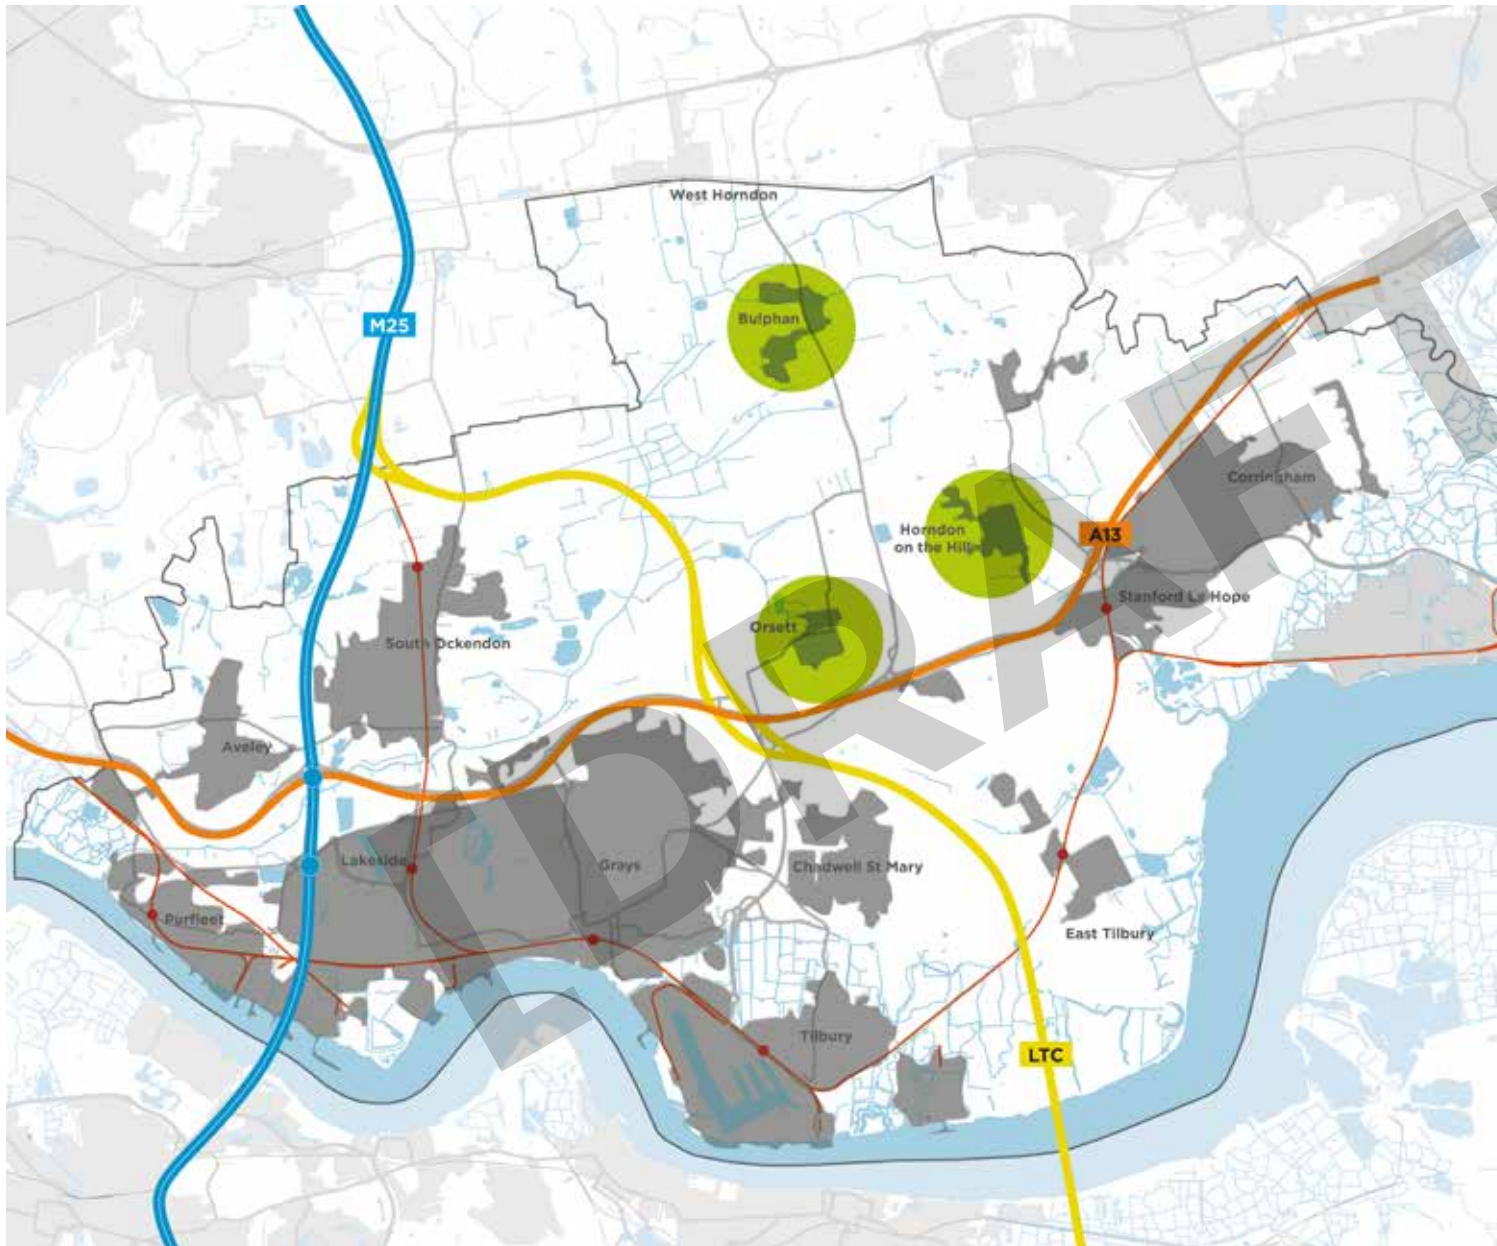 West Horndon
M25
Bulphan
Corringham
Horndon
on the Hill
A13
Stanford Le Hope
Orsett
South Ockendon
Aveley
Lakeside
Grays
Chadwell St Mary
Purfleet
East Tilbury
Tilbury
LTC
DRAFT